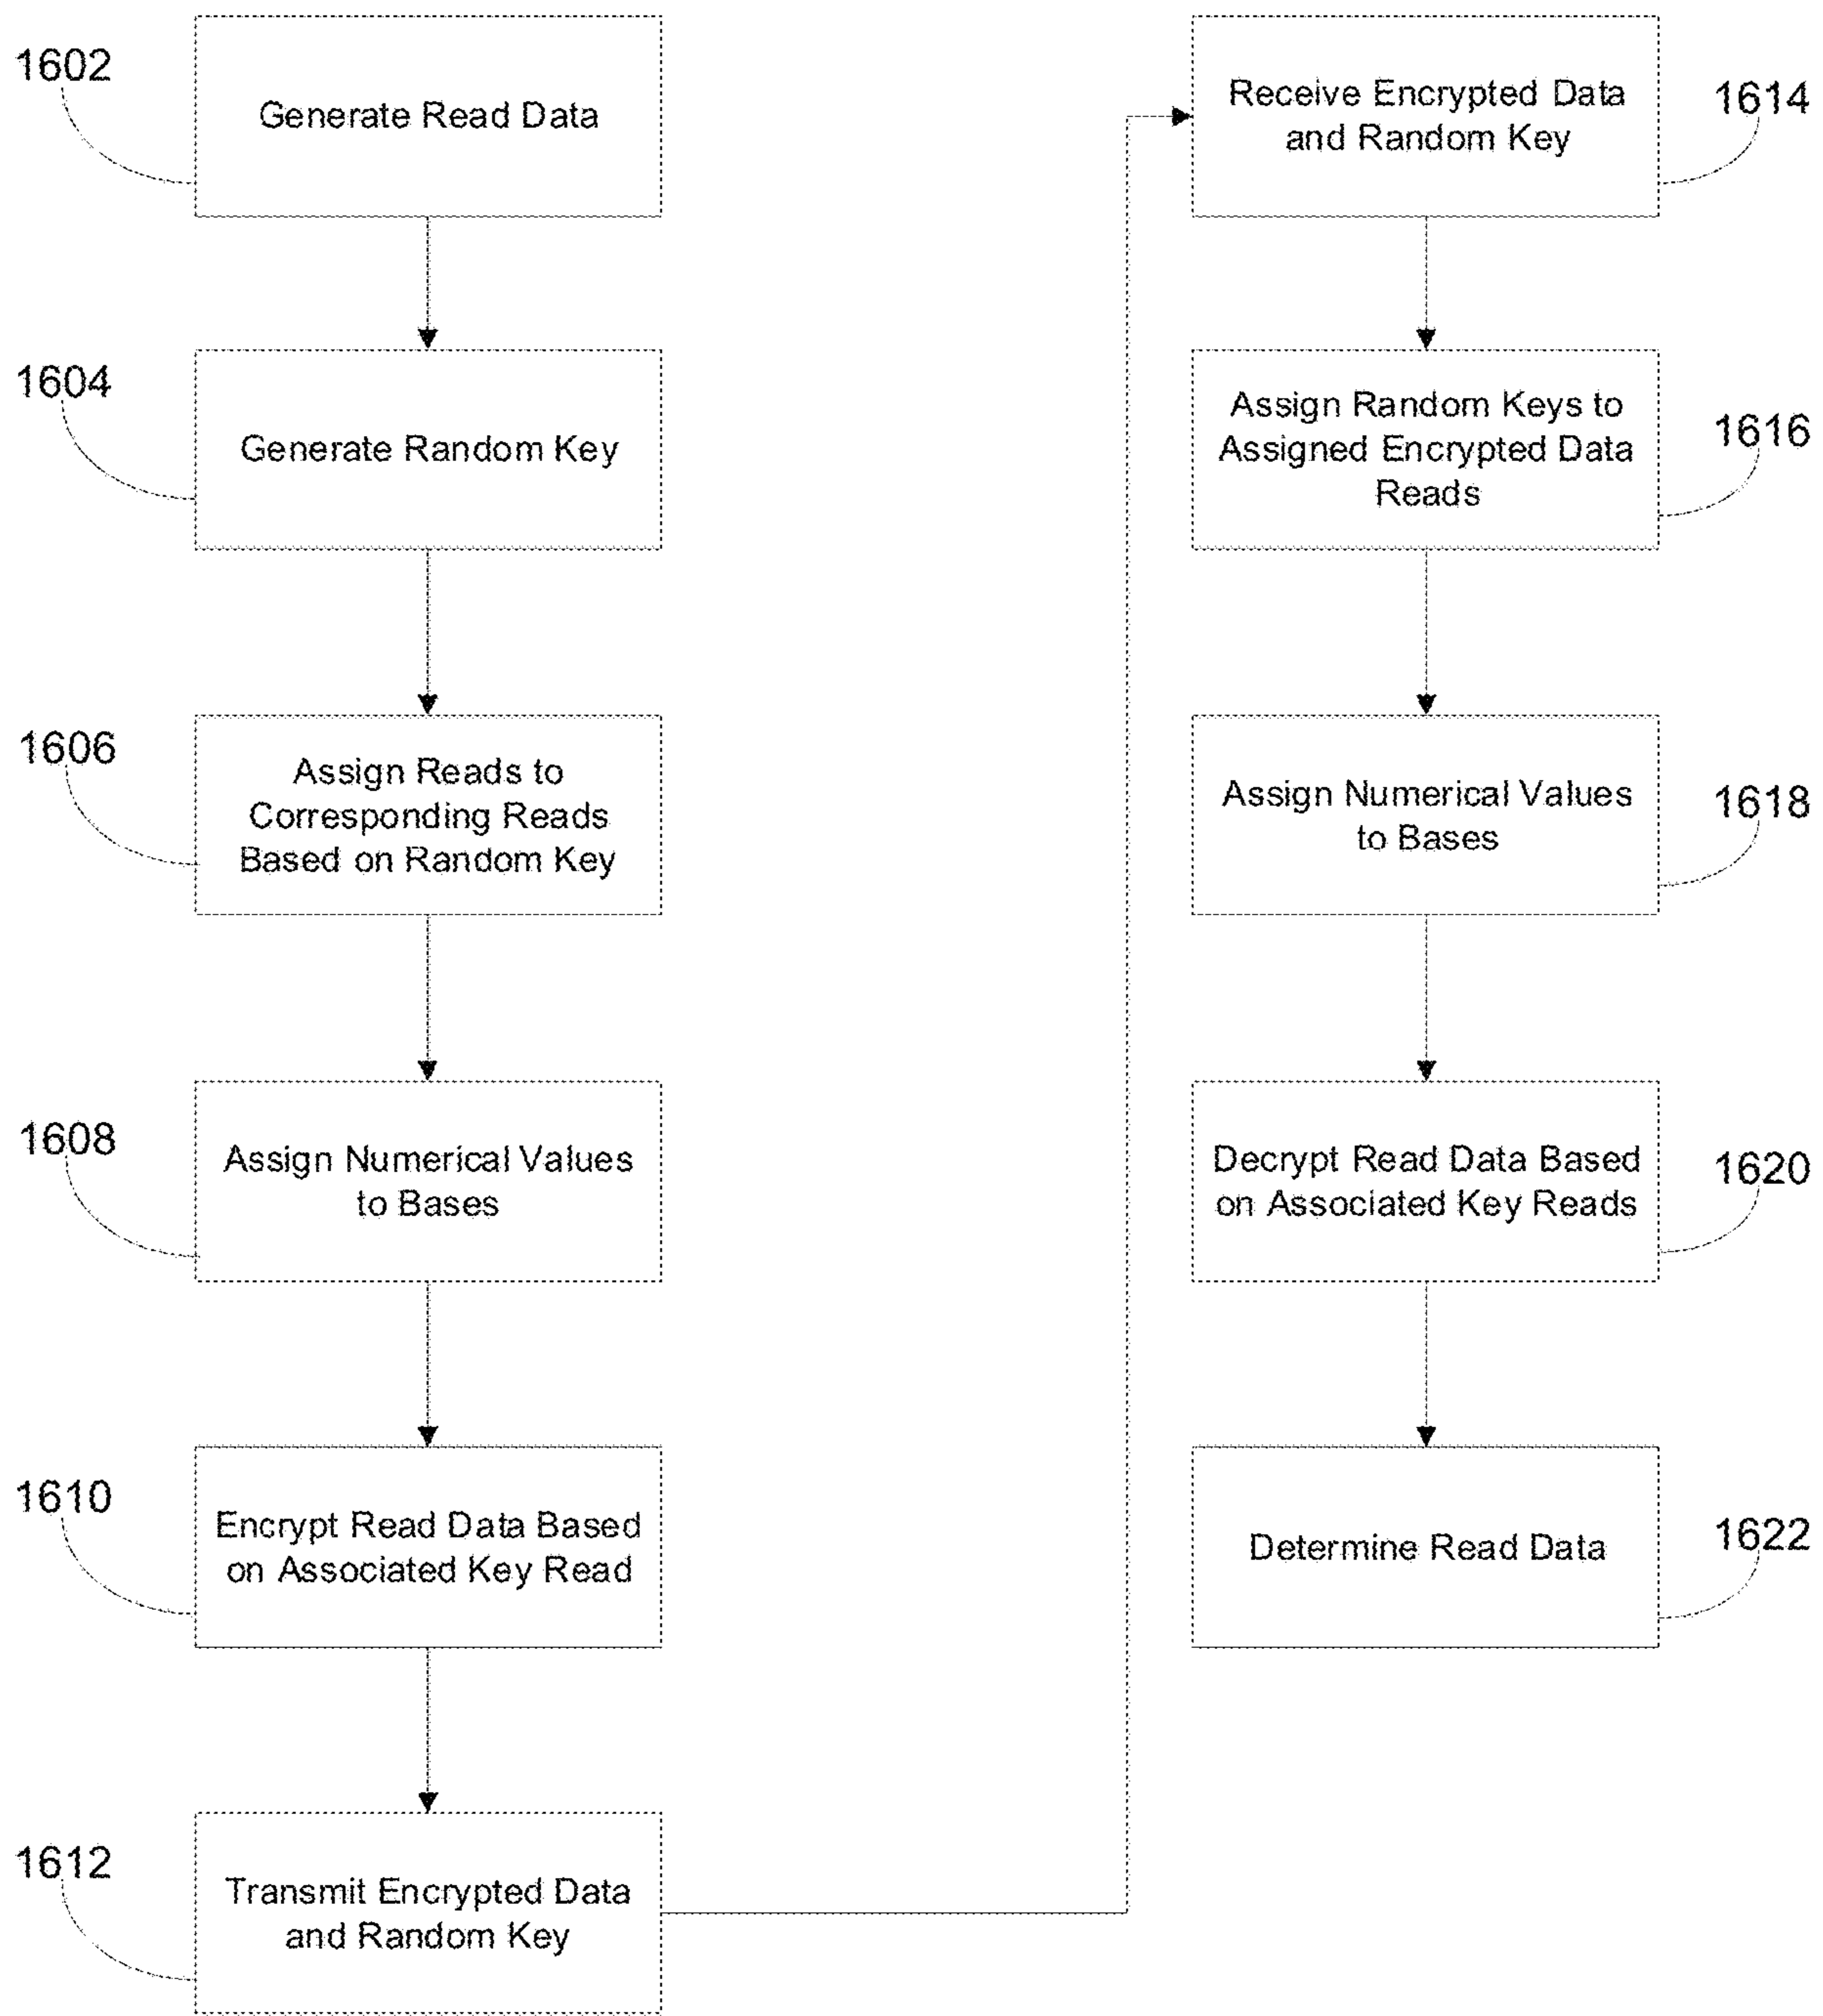 1602
Generate Read Data
1604
Generate Random Key
1606
Assign Reads to
Corresponding Reads
Based on Random Key
1608
Assign Numerical Values
to Bases
1610
Encrypt Read Data Based
on Associated Key Read
1612
Transmit Encrypted Data
and Random Key
Receive Encrypted Data
and Random Key
1614
Assign Random Keys to
Assigned Encrypted Data
Reads
1616
Assign Numerical Values
to Bases
1618
Decrypt Read Data Based
on Associated Key Reads
1620
Determine Read Data
1622